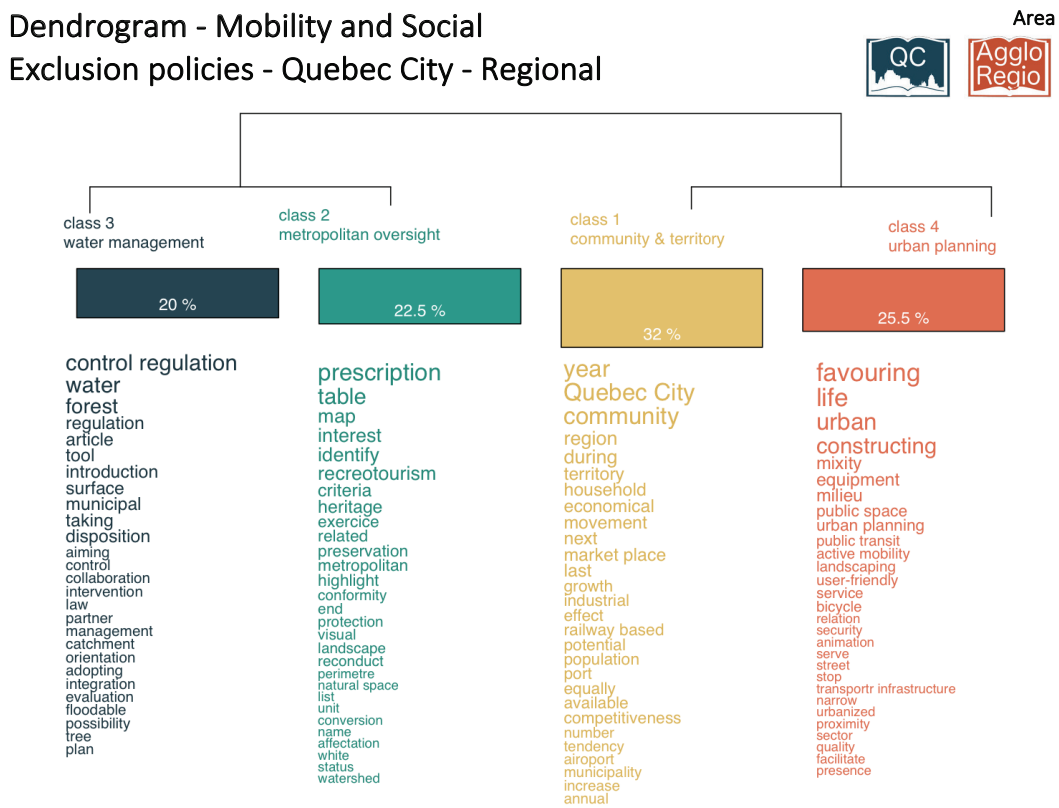 Dendrogram - Mobility and Social
Exclusion policies - Quebec City - Regional
Area
QC
Agglo
Regio
class 3
water management
class 2
metropolitan oversight
class 1
community & territory
class 4
urban planning
20 %
22.5 %
32 %
25.5 %
control regulation
water
forest
regulation
article
tool
introduction
surface
municipal
taking
disposition
aiming
control
collaboration
intervention
law
partner
management
catchment
orientation
adopting
integration
evaluation
floodable
possibility
tree
plan
prescription
table
map
interest
identify
recreotourism
criteria
heritage
exercice
related
preservation
metropolitan
highlight
conformity
end
protection
visual
landscape
reconduct
perimetre
natural space
list
unit
conversion
name
affectation
white
status
watershed
year
Quebec City
community
region
during
territory
household
economical
movement
next
market place
last
growth
industrial
effect
railway based
potential
population
port
equally
available
competitiveness
number
tendency
airoport
municipality
increase
annual
favouring
life
urban
constructing
mixity
equipment
milieu
public space
urban planning
public transit
active mobility
landscaping
user-friendly
service
bicycle
relation
security
animation
serve
street
stop
transportr infrastructure
narrow
urbanized
proximity
sector
quality
facilitate
presence